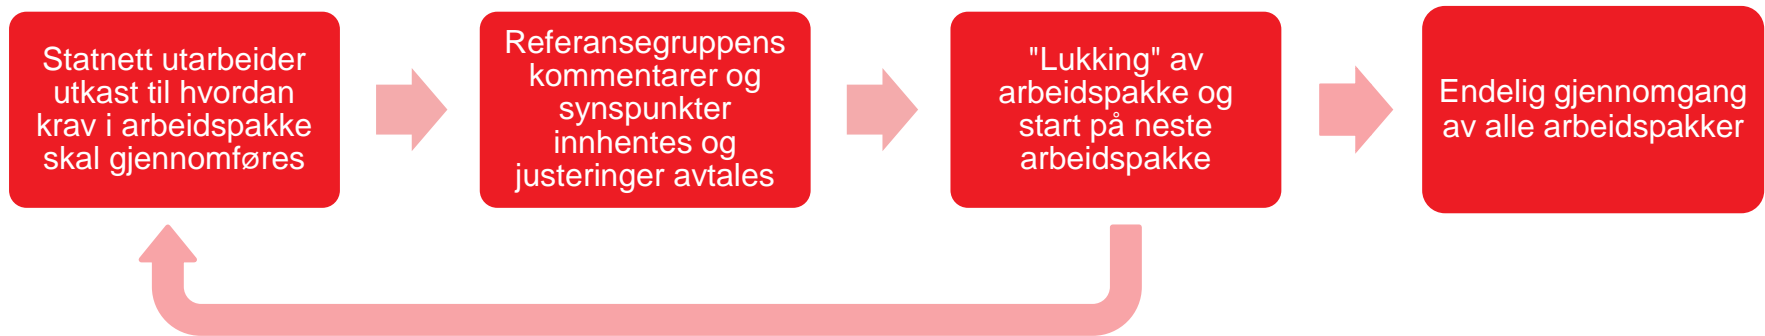 Statnett utarbeider
utkast til hvordan
krav i arbeidspakke
skal gjennomføres
Referansegruppens
kommentarer og
synspunkter
innhentes og
justeringer avtales
"Lukking" av
arbeidspakke og
start på neste
arbeidspakke
Endelig gjennomgang
av alle arbeidspakker